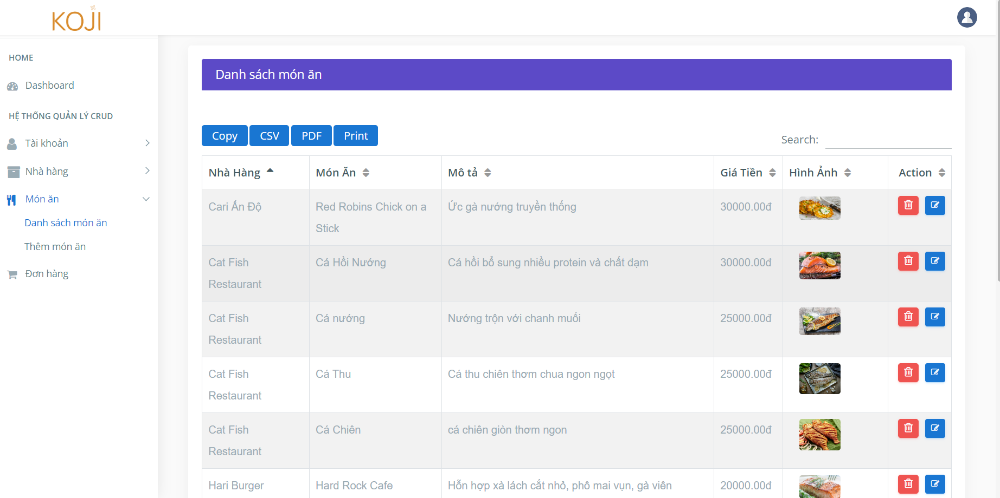 KOJI
HOME
Dashboard
HỆ THỐNG QUẢN LÝ CRUD
Tài khoản
Nhà hàng
Món ăn
Danh sách món ăn
Thêm món ăn
Đơn hàng
Danh sách món ăn
Copy CSV PDF Print
Search:
Nhà Hàng Món Ăn Mô tả Giá Tiền Hình Ảnh Action
Cari Ấn Độ Red Robins Chick on a Ức gà nướng truyền thống 30000.00đ
Stick
Cat Fish Cá Hồi Nướng Cá hồi bổ sung nhiều protein và chất đạm 30000.00đ
Restaurant
Cat Fish Cá nướng Nướng trộn với chanh muối 25000.00đ
Restaurant
Cat Fish Cá Thu Cá thu chiên thơm chua ngon ngọt 25000.00đ
Restaurant
Cat Fish Cá Chiên cá chiên giòn thơm ngon 25000.00đ
Restaurant
Hari Burger Hard Rock Cafe Hỗn hợp xà lách cắt nhỏ, phô mai vụn, gà viên 20000.00đ